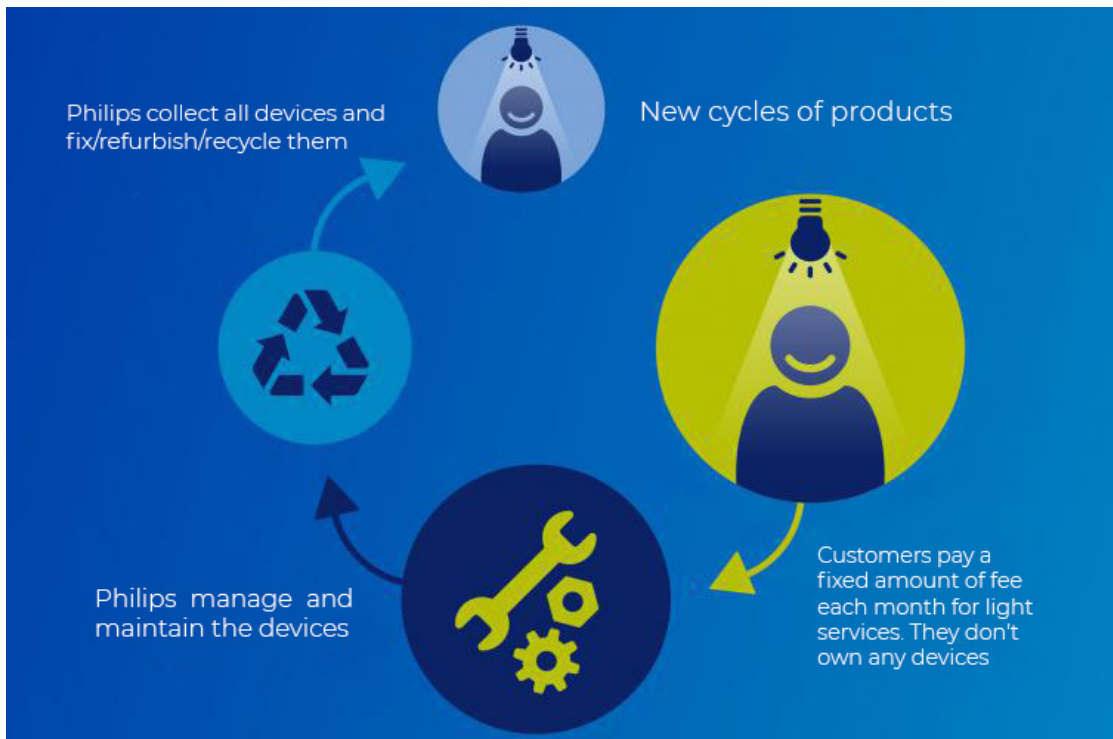 Philips collect all devices and
fix/refurbish/recycle them
New cycles of products
Customers pay a
fixed amount of fee
each month for light
services. They don't
own any devices
Philips manage and
maintain the devices